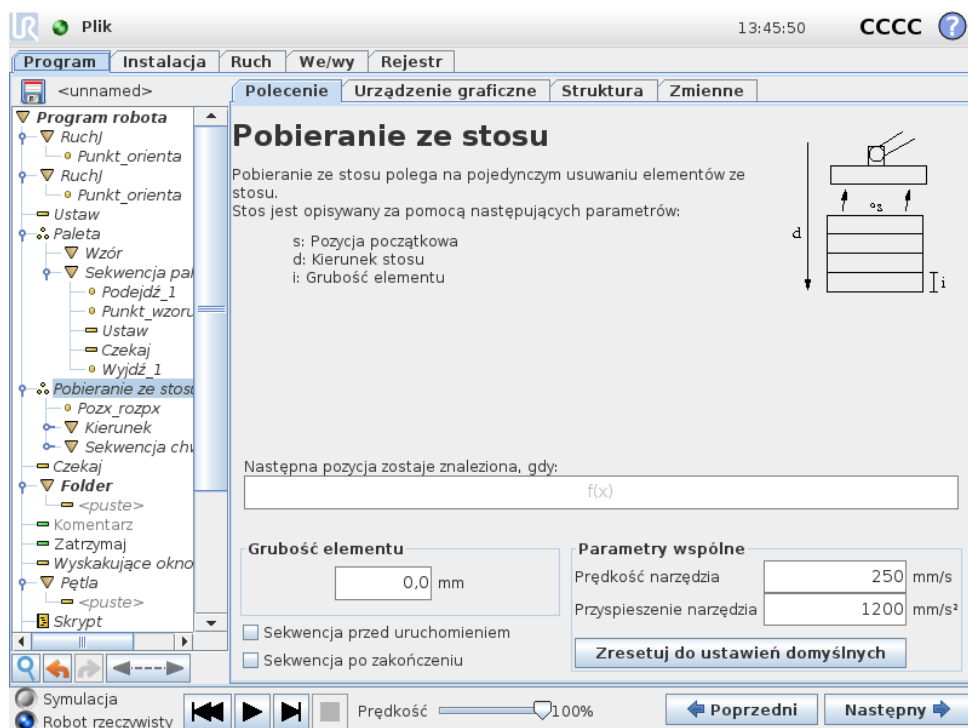 UR Plik 13:45:50 CCCC ?
Program Instalacja Ruch We/wy Rejestr
<unnamed>
Polecenie Urządzenie graficzne Struktura Zmienne
Program robota
RuchJ
Punkt_orienta
RuchJ
Punkt_orienta
Ustaw
Paleta
Wzór
Sekwencja pal
Podejdź_1
Punkt_wzoru
Ustaw
Czekaj
Wyjdź_1
Pobieranie ze stosu
Pozx_rozpx
Kierunek
Sekwencja chw
Czekaj
Folder
<puste>
Komentarz
Zatrzymaj
Wyskakujące okno
Pętla
<puste>
Skrypt
Pobieranie ze stosu
Pobieranie ze stosu polega na pojedynczym usuwaniu elementów ze
stosu.
Stos jest opisywany za pomocą następujących parametrów:
s: Pozycja początkowa
d: Kierunek stosu
i: Grubość elementu
s
d
i
Następna pozycja zostaje znaleziona, gdy:
f(x)
Grubość elementu
0,0 mm
Sekwencja przed uruchomieniem
Sekwencja po zakończeniu
Parametry wspólne
Prędkość narzędzia 250 mm/s
Przyspieszenie narzędzia 1200 mm/s²
Zresetuj do ustawień domyślnych
Symulacja
Robot rzeczywisty
Prędkość 100%
Poprzedni Następny